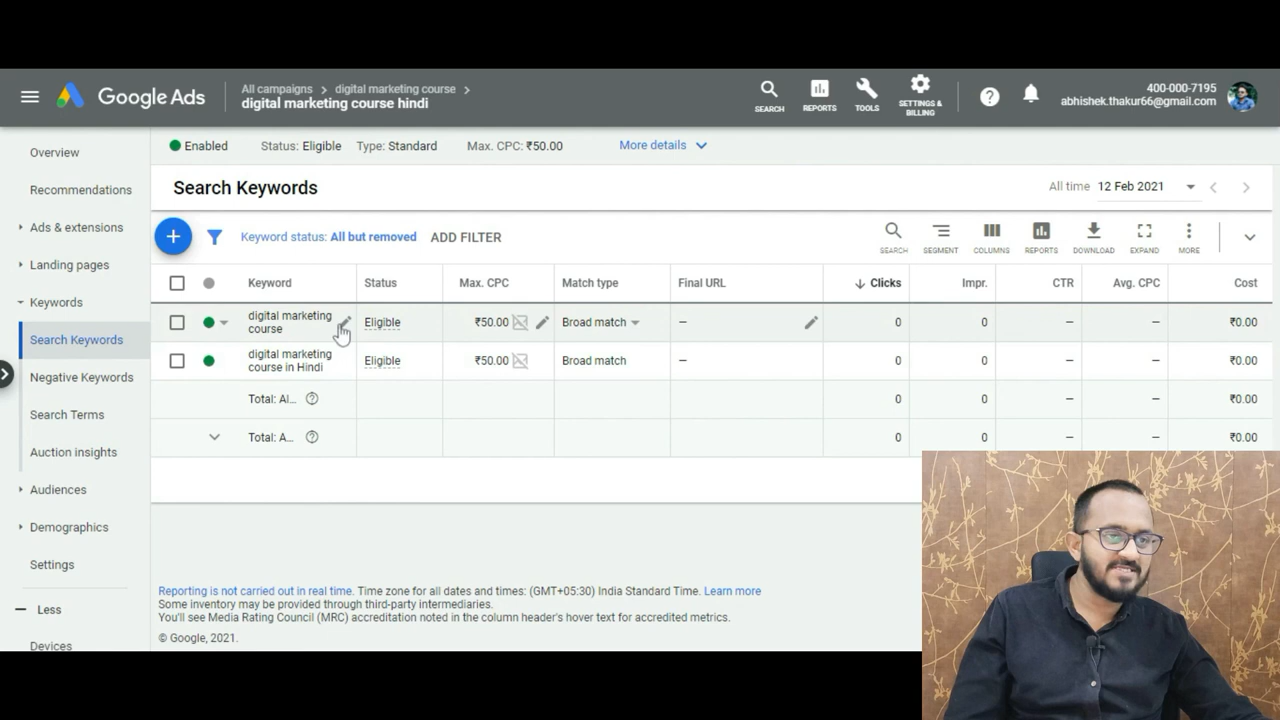 Google Ads
All campaigns > digital marketing course >
digital marketing course hindi
SEARCH
REPORTS
TOOLS
SETTINGS & BILLING
400-000-7195
abhishek.thakur66@gmail.com
Overview
Recommendations
Ads & extensions
Landing pages
Keywords
Search Keywords
Negative Keywords
Search Terms
Auction insights
Audiences
Demographics
Settings
Less
Devices
Enabled Status: Eligible Type: Standard Max. CPC: ₹50.00 More details
Search Keywords
All time 12 Feb 2021
Keyword status: All but removed ADD FILTER
SEARCH SEGMENT COLUMNS REPORTS DOWNLOAD EXPAND MORE
Keyword Status Max. CPC Match type Final URL Clicks Impr. CTR Avg. CPC Cost
digital marketing
course Eligible ₹50.00 Broad match – 0 0 – – ₹0.00
digital marketing
course in Hindi Eligible ₹50.00 Broad match – 0 0 – – ₹0.00
Total: Al... 0 0 – – ₹0.00
Total: A... 0 0 – – ₹0.00
Reporting is not carried out in real time. Time zone for all dates and times: (GMT+05:30) India Standard Time. Learn more
Some inventory may be provided through third-party intermediaries.
You'll see Media Rating Council (MRC) accreditation noted in the column header's hover text for accredited metrics.
© Google, 2021.